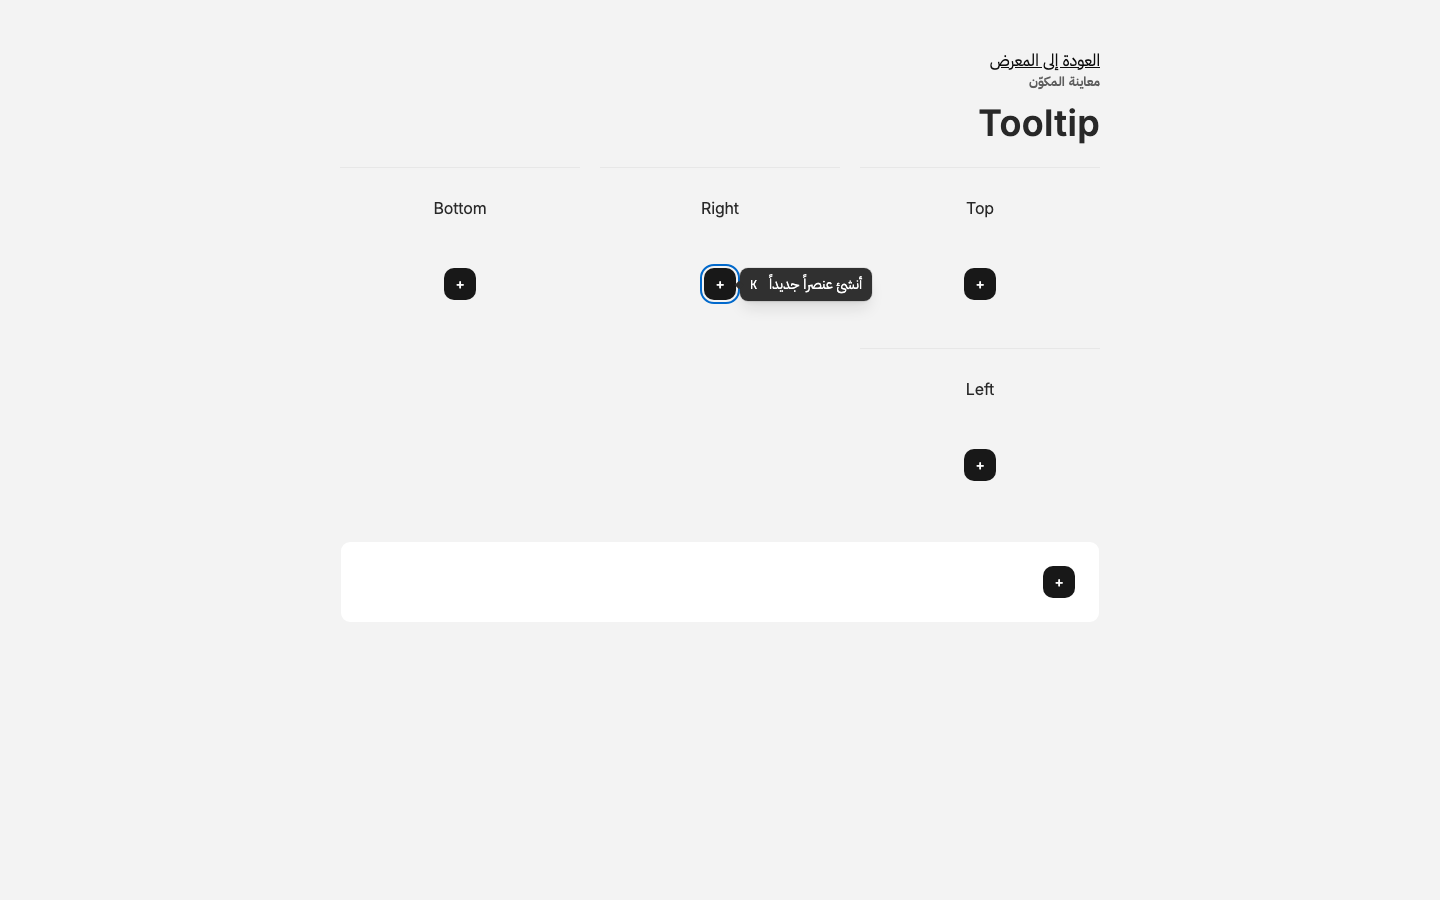 العودة إلى المعرض
معاينة المكوّن
Tooltip
Top
Right
Bottom
+
أنشئ عنصراً جديداً K
+
+
Left
+
+